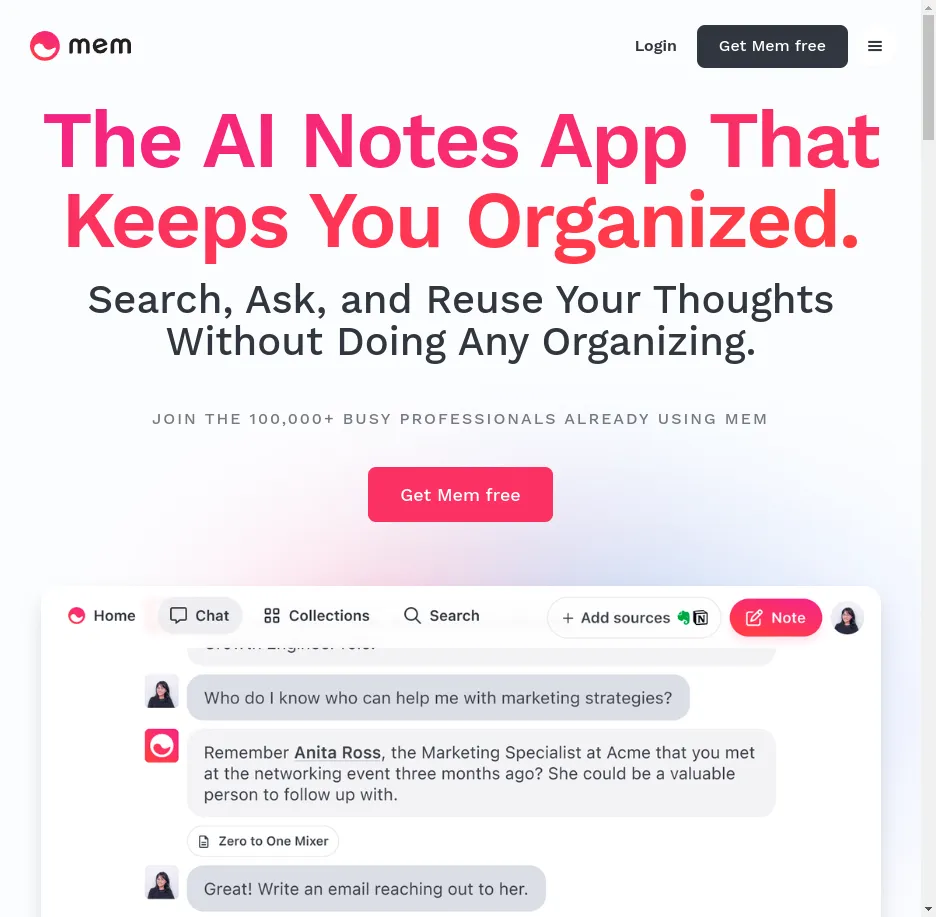 mem
Login
Get Mem free
The AI Notes App That
Keeps You Organized.
Search, Ask, and Reuse Your Thoughts
Without Doing Any Organizing.
JOIN THE 100,000+ BUSY PROFESSIONALS ALREADY USING MEM
Get Mem free
Home
Chat
Collections
Search
+ Add sources
Note
Growth Engineer role.
Who do I know who can help me with marketing strategies?
Remember Anita Ross, the Marketing Specialist at Acme that you met
at the networking event three months ago? She could be a valuable
person to follow up with.
Zero to One Mixer
Great! Write an email reaching out to her.